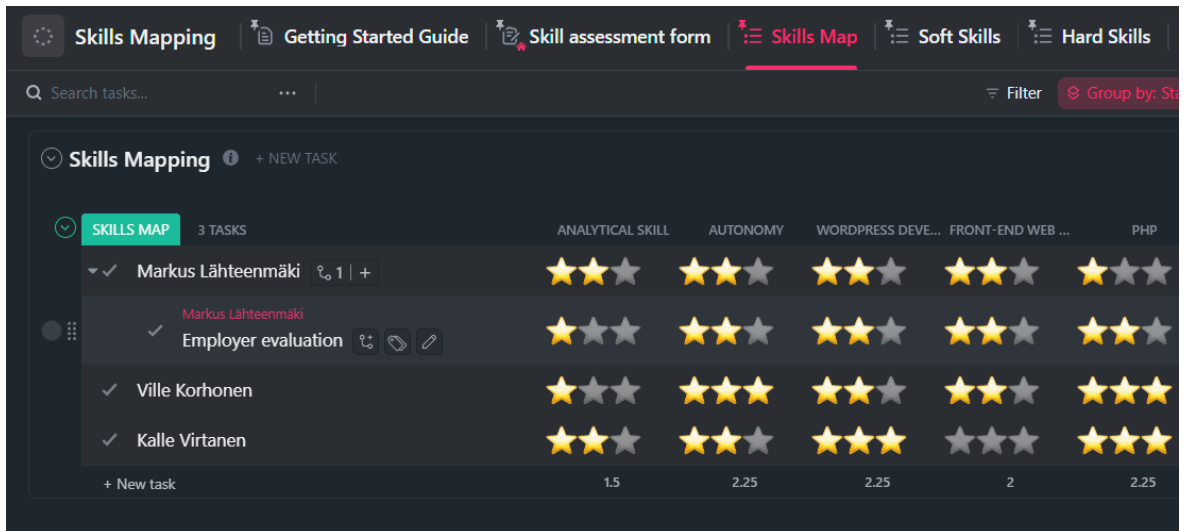 Skills Mapping Getting Started Guide Skill assessment form Skills Map Soft Skills Hard Skills
Search tasks... ... Filter Group by: Sta
Skills Mapping + NEW TASK
SKILLS MAP 3 TASKS ANALYTICAL SKILL AUTONOMY WORDPRESS DEVE... FRONT-END WEB ... PHP
Markus Lähteenmäki 1 +
Markus Lähteenmäki
Employer evaluation
Ville Korhonen
Kalle Virtanen
+ New task 1.5 2.25 2.25 2 2.25